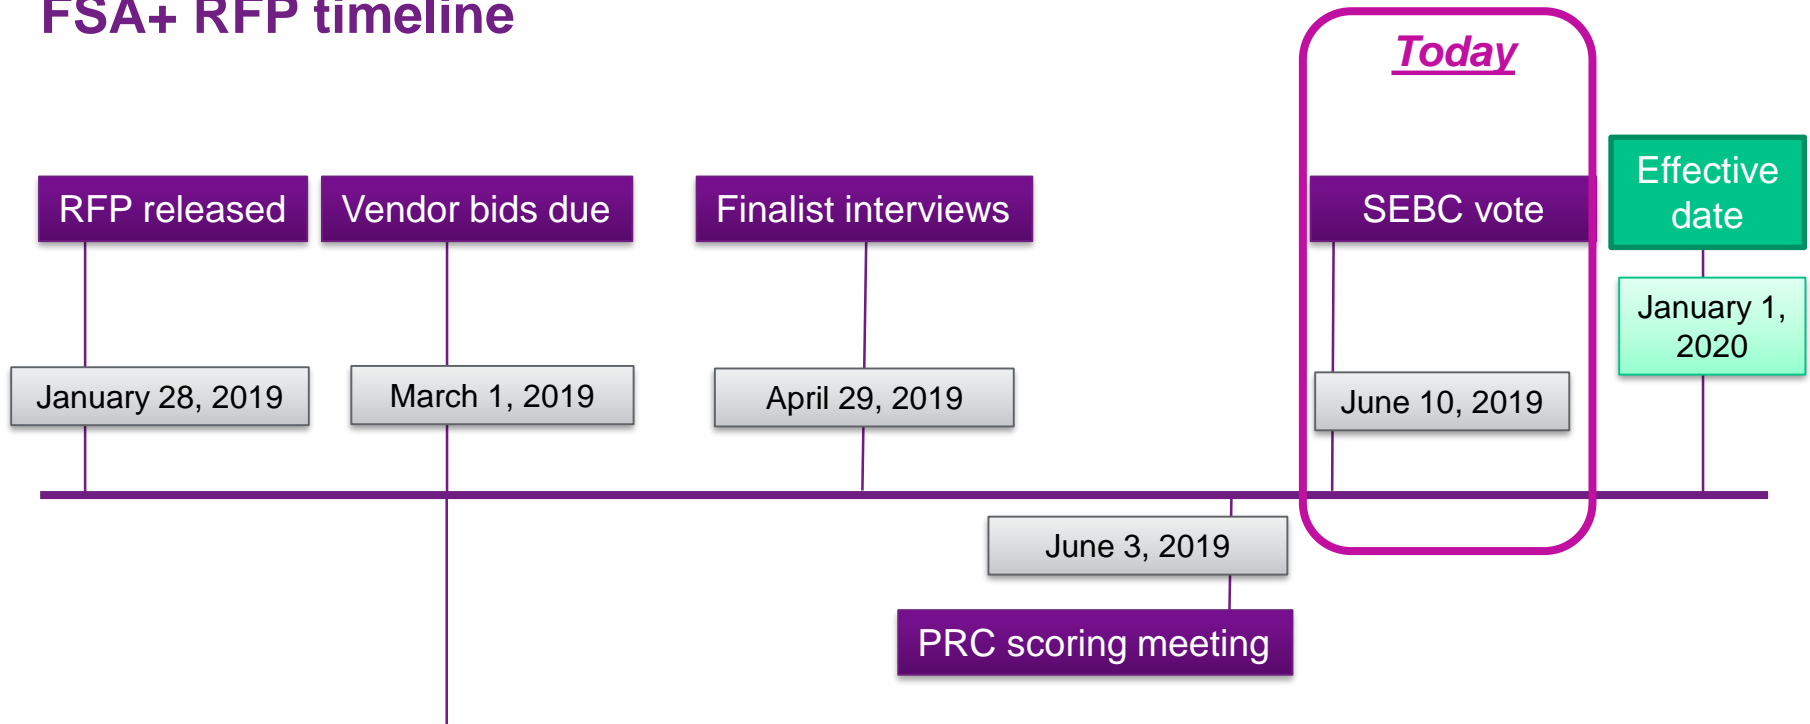 FSA+ RFP timeline
Today
RFP released
Vendor bids due
Finalist interviews
SEBC vote
Effective
date
January 1,
2020
January 28, 2019
March 1, 2019
April 29, 2019
June 10, 2019
June 3, 2019
PRC scoring meeting